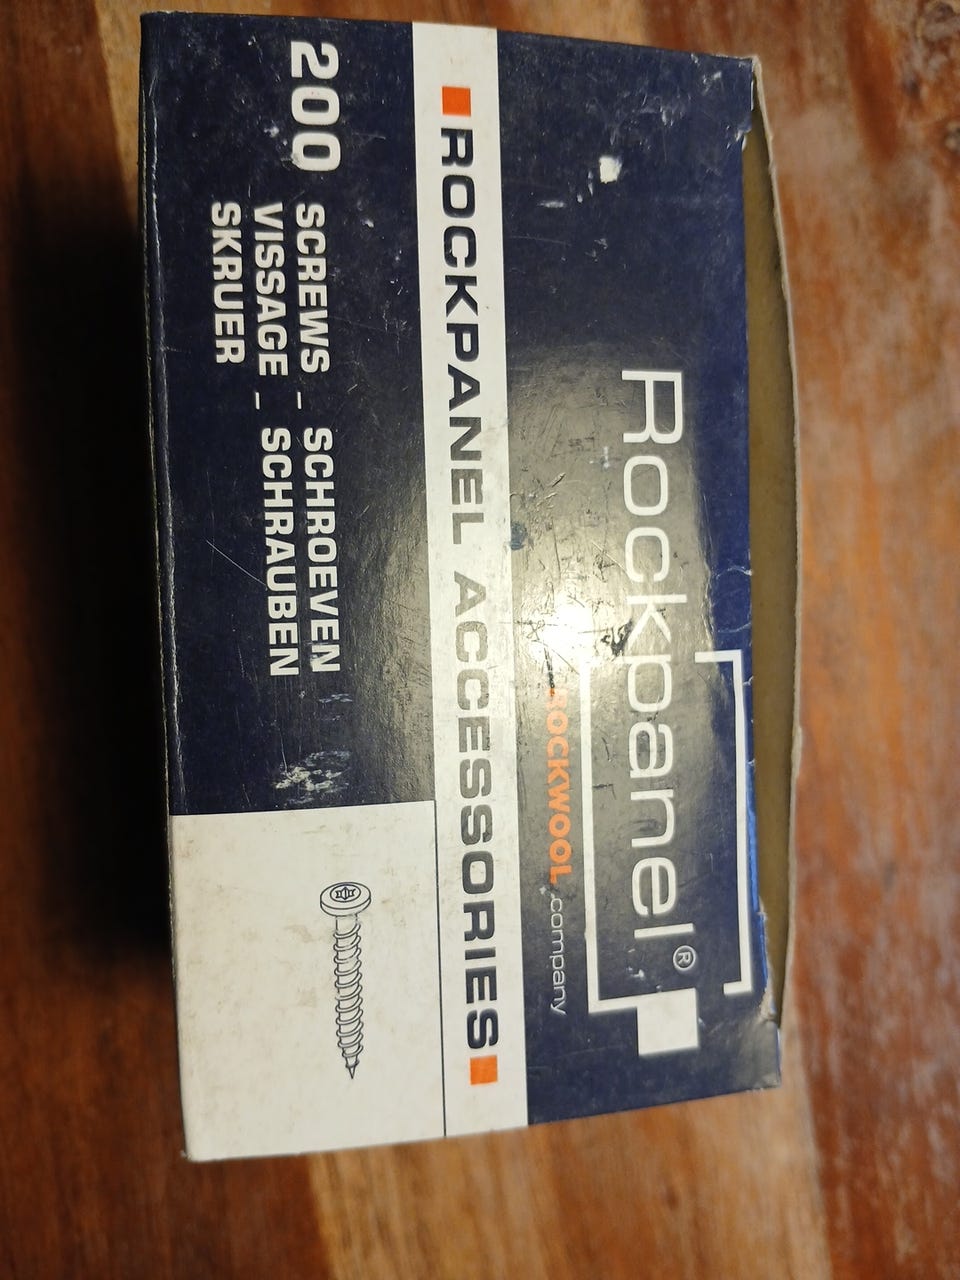 Rockpanel®
ROCKWOOL company
ROCKPANEL ACCESSORIES
200 SCREWS _ SCHROEVEN
VISSAGE _ SCHRAUBEN
SKRUER